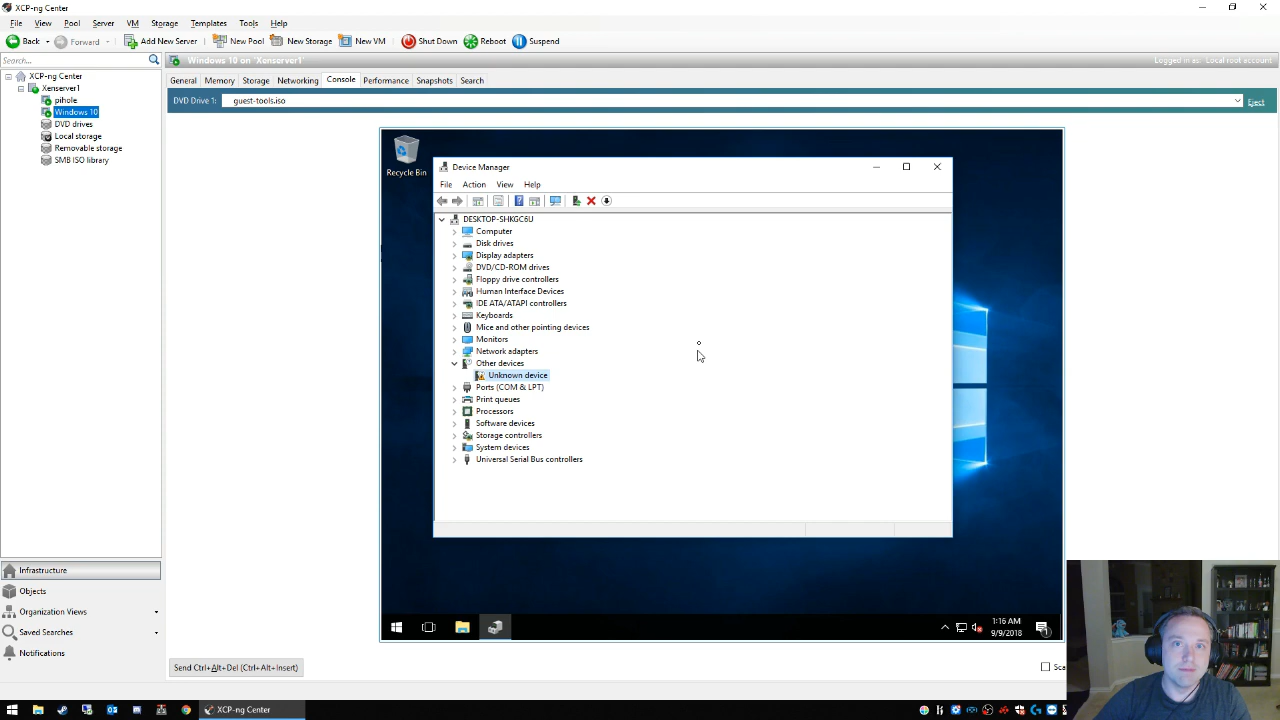 XCP-ng Center
File View Pool Server VM Storage Templates Tools Help
Back Forward Add New Server New Pool New Storage New VM Shut Down Reboot Suspend
Search...
Windows 10 on 'Xenserver1'
Logged in as: Local root account
XCP-ng Center
Xenserver1
pihole
Windows 10
DVD drives
Local storage
Removable storage
SMB ISO library
General Memory Storage Networking Console Performance Snapshots Search
DVD Drive 1: guest-tools.iso Eject
Recycle Bin
Device Manager
File Action View Help
DESKTOP-SHKGC6U
Computer
Disk drives
Display adapters
DVD/CD-ROM drives
Floppy drive controllers
Human Interface Devices
IDE ATA/ATAPI controllers
Keyboards
Mice and other pointing devices
Monitors
Network adapters
Other devices
Unknown device
Ports (COM & LPT)
Print queues
Processors
Software devices
Storage controllers
System devices
Universal Serial Bus controllers
1:16 AM
9/9/2018
1
Infrastructure
Objects
Organization Views
Saved Searches
Notifications
Send Ctrl+Alt+Del (Ctrl+Alt+Insert)
Sca
XCP-ng Center